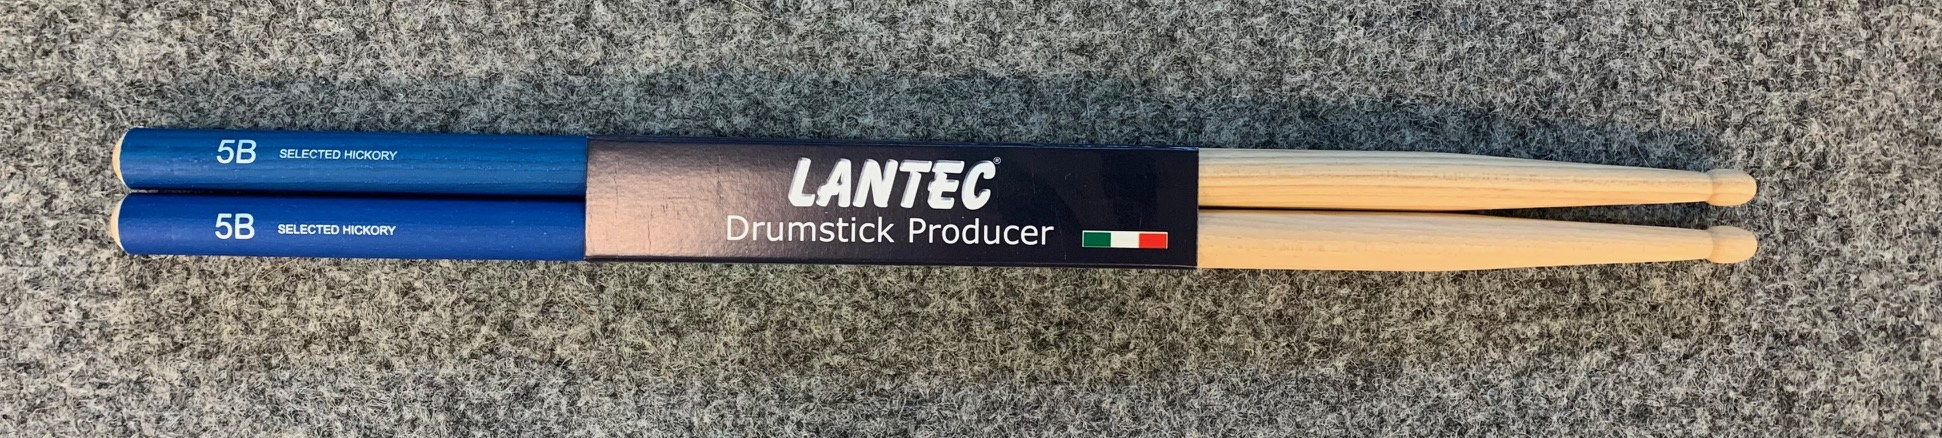 5B SELECTED HICKORY
5B SELECTED HICKORY
LANTEC®
Drumstick Producer